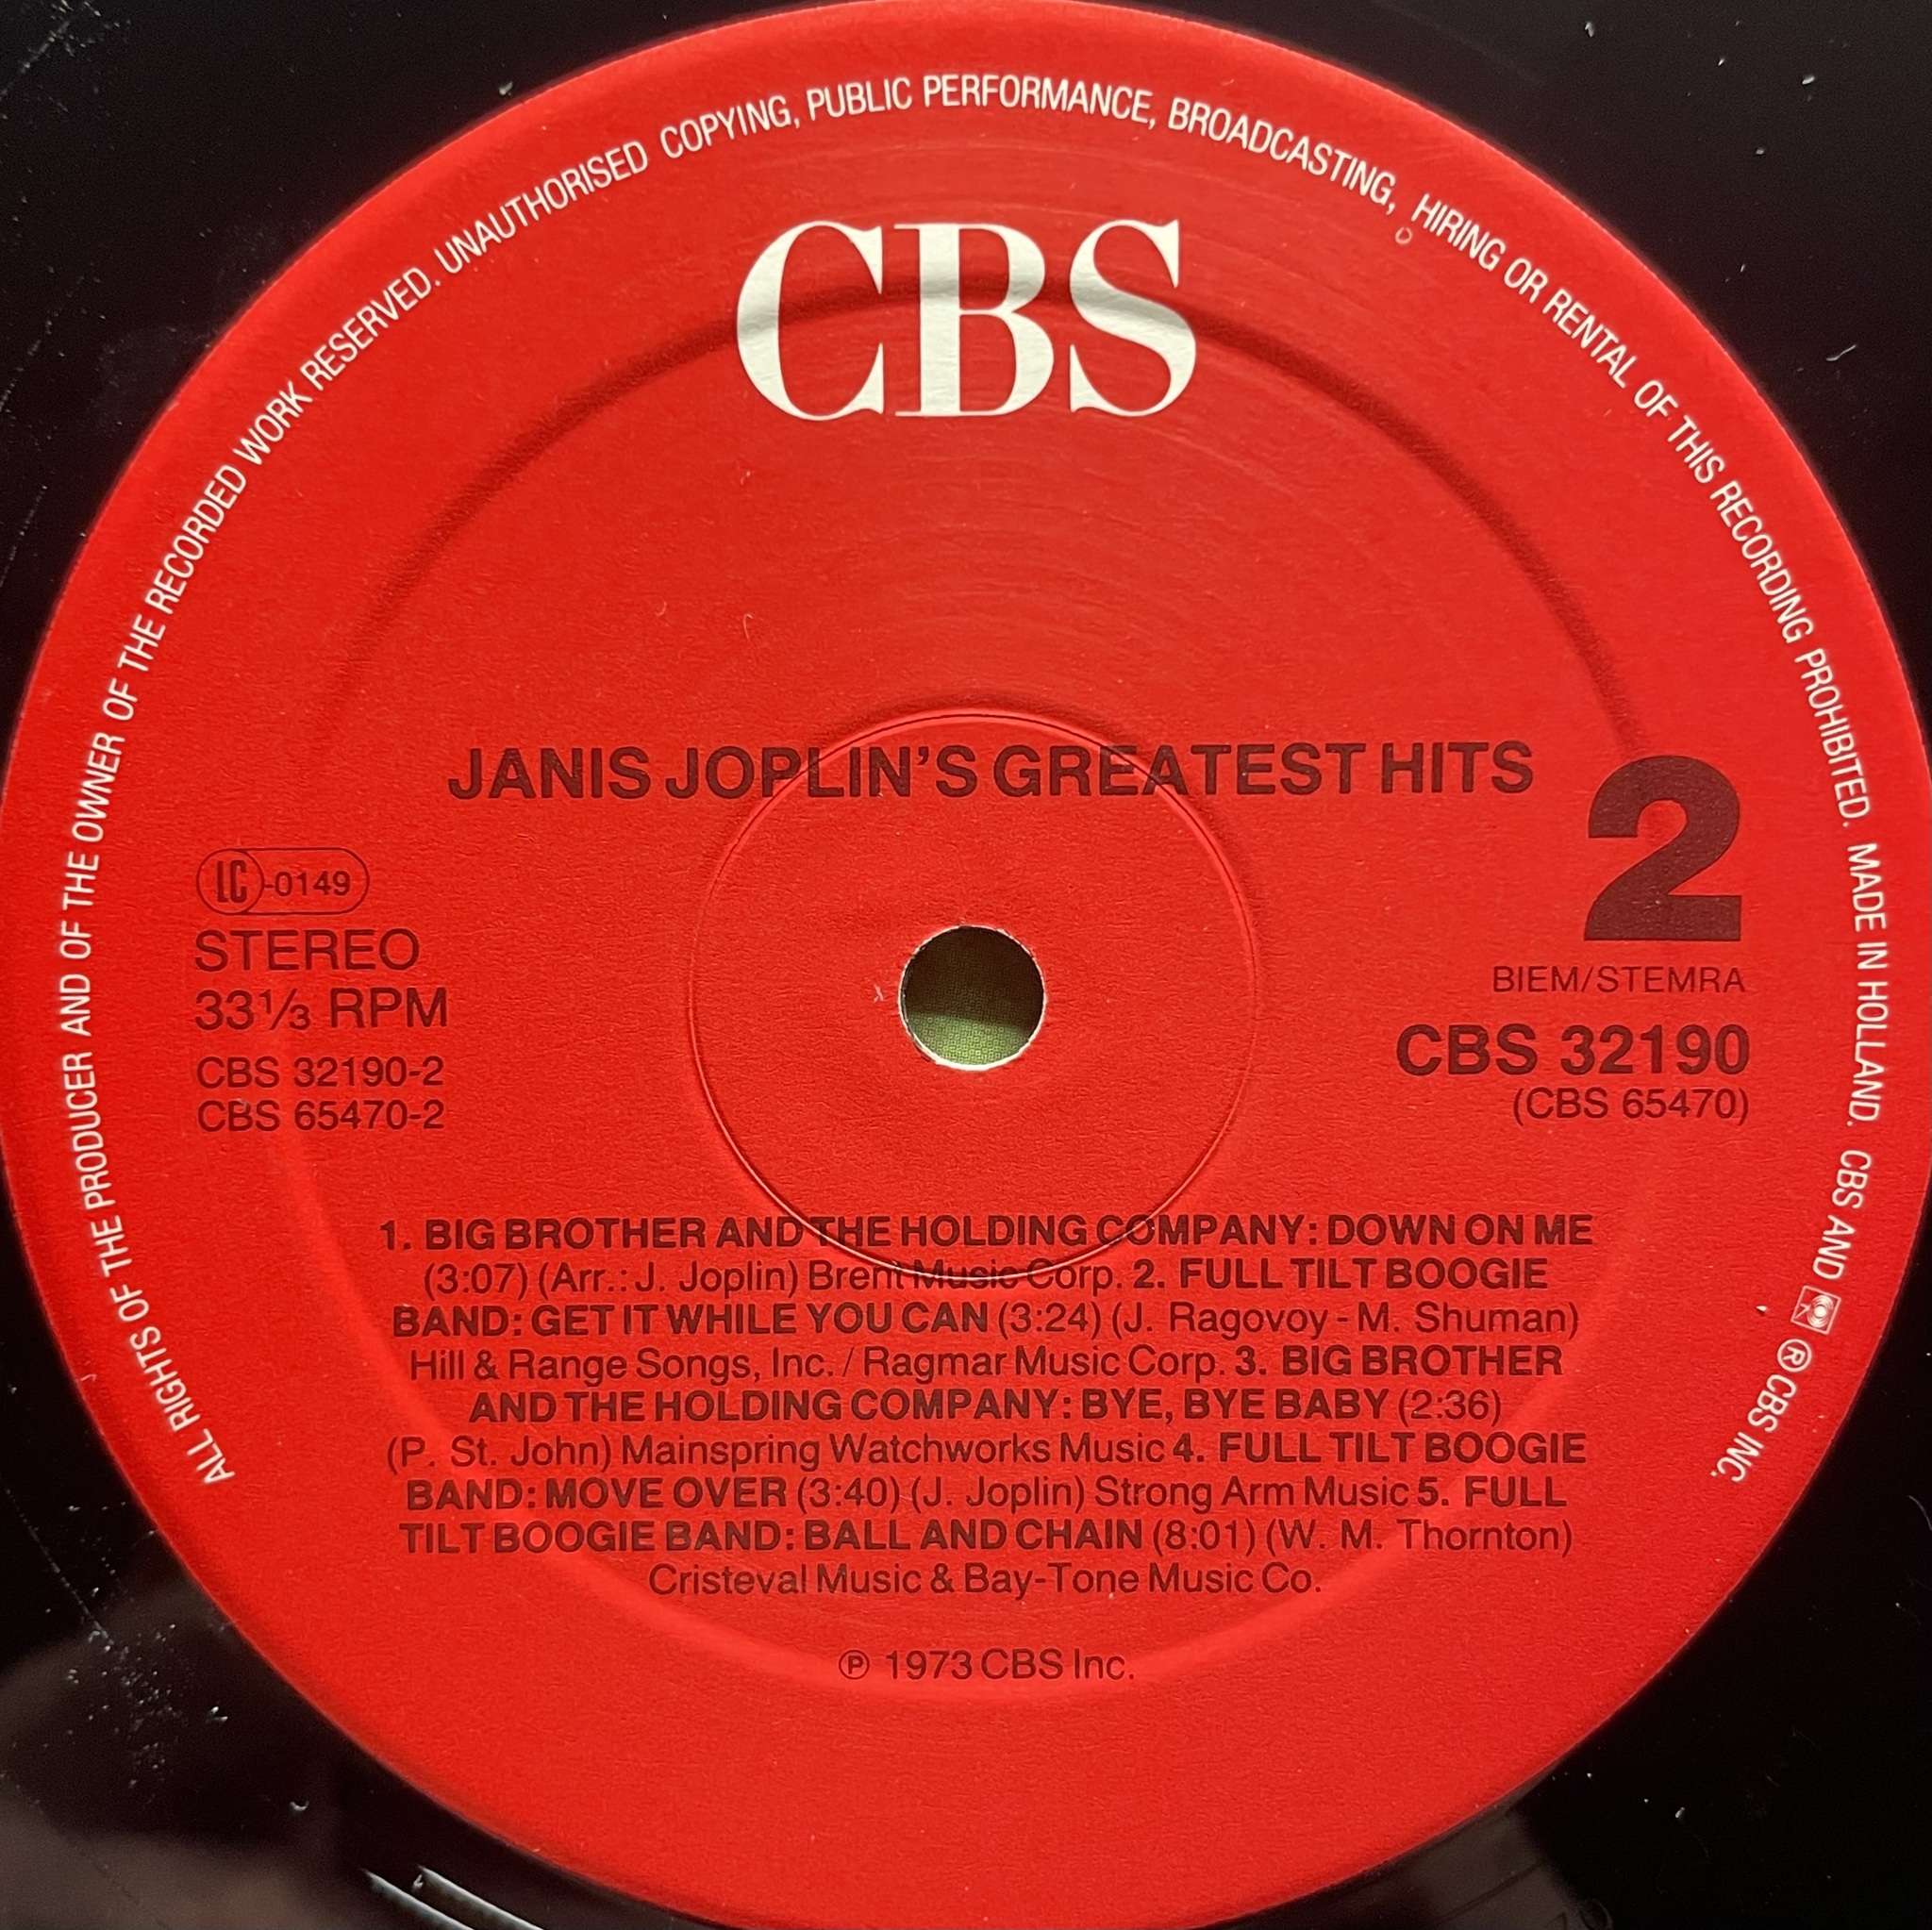 ALL RIGHTS OF THE PRODUCER AND OF THE OWNER OF THE RECORDED WORK RESERVED. UNAUTHORISED COPYING, PUBLIC PERFORMANCE, BROADCASTING, HIRING OR RENTAL OF THIS RECORDING PROHIBITED. MADE IN HOLLAND. CBS AND ® CBS INC.
CBS
JANIS JOPLIN'S GREATEST HITS
2
LC-0149
STEREO
33⅓ RPM
CBS 32190-2
CBS 65470-2
BIEM/STEMRA
CBS 32190
(CBS 65470)
1. BIG BROTHER AND THE HOLDING COMPANY: DOWN ON ME
(3:07) (Arr.: J. Joplin) Brent Music Corp. 2. FULL TILT BOOGIE
BAND: GET IT WHILE YOU CAN (3:24) (J. Ragovoy - M. Shuman)
Hill & Range Songs, Inc. / Ragmar Music Corp. 3. BIG BROTHER
AND THE HOLDING COMPANY: BYE, BYE BABY (2:36)
(P. St. John) Mainspring Watchworks Music 4. FULL TILT BOOGIE
BAND: MOVE OVER (3:40) (J. Joplin) Strong Arm Music 5. FULL
TILT BOOGIE BAND: BALL AND CHAIN (8:01) (W. M. Thornton)
Cristeval Music & Bay-Tone Music Co.
℗ 1973 CBS Inc.